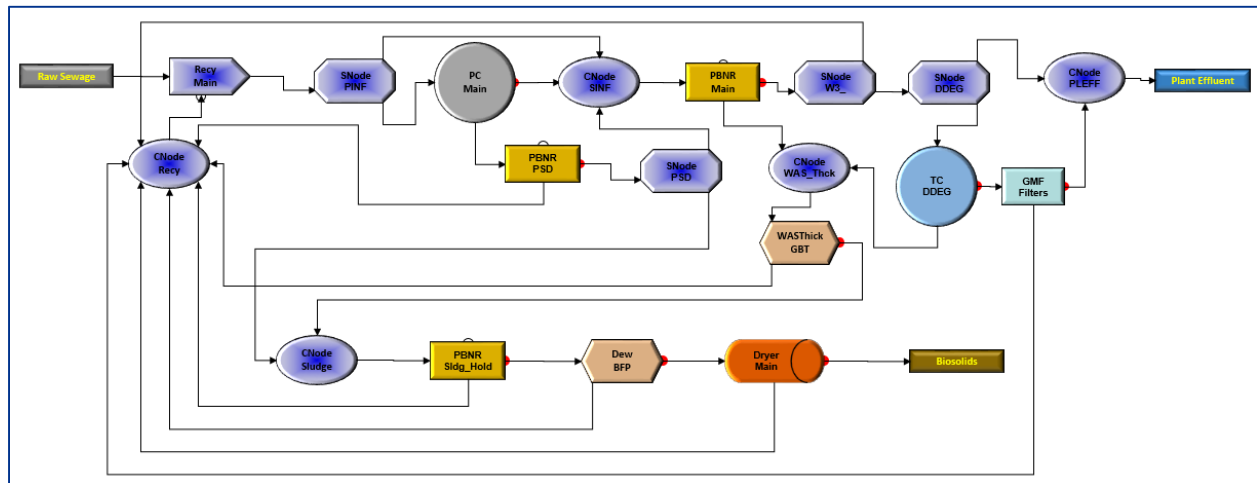 Raw Sewage
Recy
Main
SNode
PINF
PC
Main
CNode
SINF
PBNR
Main
SNode
W3_
SNode
DDEG
CNode
PLEFF
Plant Effluent
CNode
Recy
PBNR
PSD
SNode
PSD
CNode
WAS_Thck
TC
DDEG
GMF
Filters
WASThick
GBT
CNode
Sludge
PBNR
Sldg_Hold
Dew
BFP
Dryer
Main
Biosolids